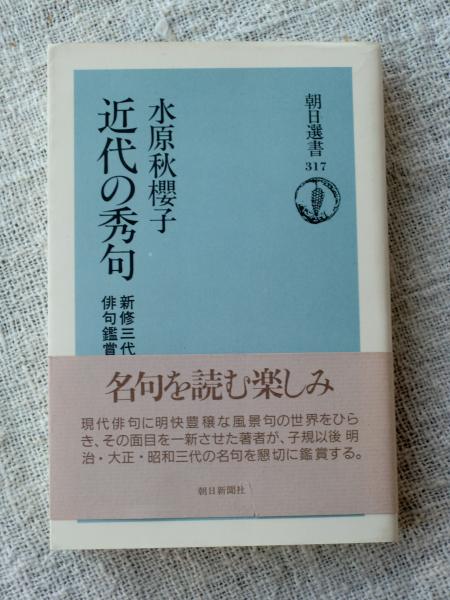 朝日選書
317
水原秋櫻子
近代の秀句
新修三代
俳句鑑賞
名句を読む楽しみ
現代俳句に明快豊穣な風景句の世界をひら
き、その面目を一新させた著者が、子規以後 明
治・大正・昭和三代の名句を懇切に鑑賞する。
朝日新聞社